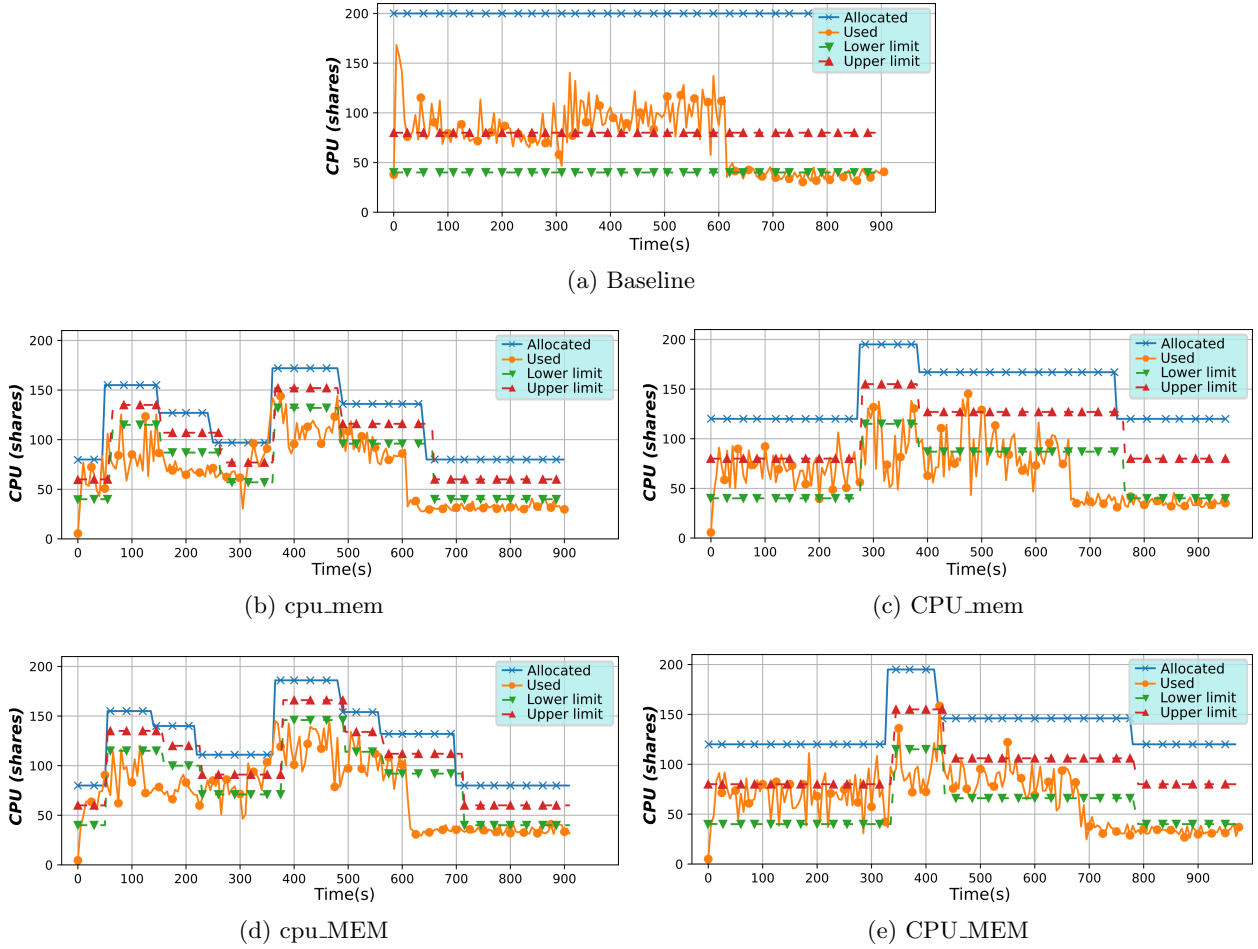 200
150
100
50
0
CPU (shares)
Allocated
Used
Lower limit
Upper limit
0 100 200 300 400 500 600 700 800 900
Time(s)
(a) Baseline
200
150
100
50
0
CPU (shares)
Allocated
Used
Lower limit
Upper limit
0 100 200 300 400 500 600 700 800 900
Time(s)
(b) cpu_mem
200
150
100
50
0
CPU (shares)
Allocated
Used
Lower limit
Upper limit
0 100 200 300 400 500 600 700 800 900
Time(s)
(c) CPU_mem
200
150
100
50
0
CPU (shares)
Allocated
Used
Lower limit
Upper limit
0 100 200 300 400 500 600 700 800 900
Time(s)
(d) cpu_MEM
200
150
100
50
0
CPU (shares)
Allocated
Used
Lower limit
Upper limit
0 100 200 300 400 500 600 700 800 900
Time(s)
(e) CPU_MEM